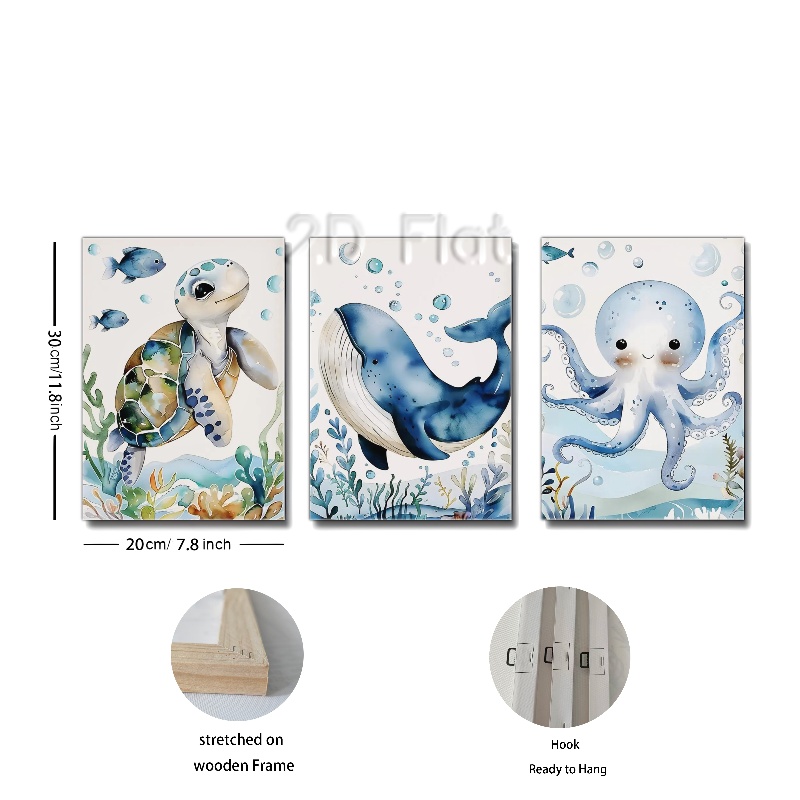 2D Flat
30cm/11.8inch
20cm/ 7.8 inch
stretched on
wooden Frame
Hook
Ready to Hang